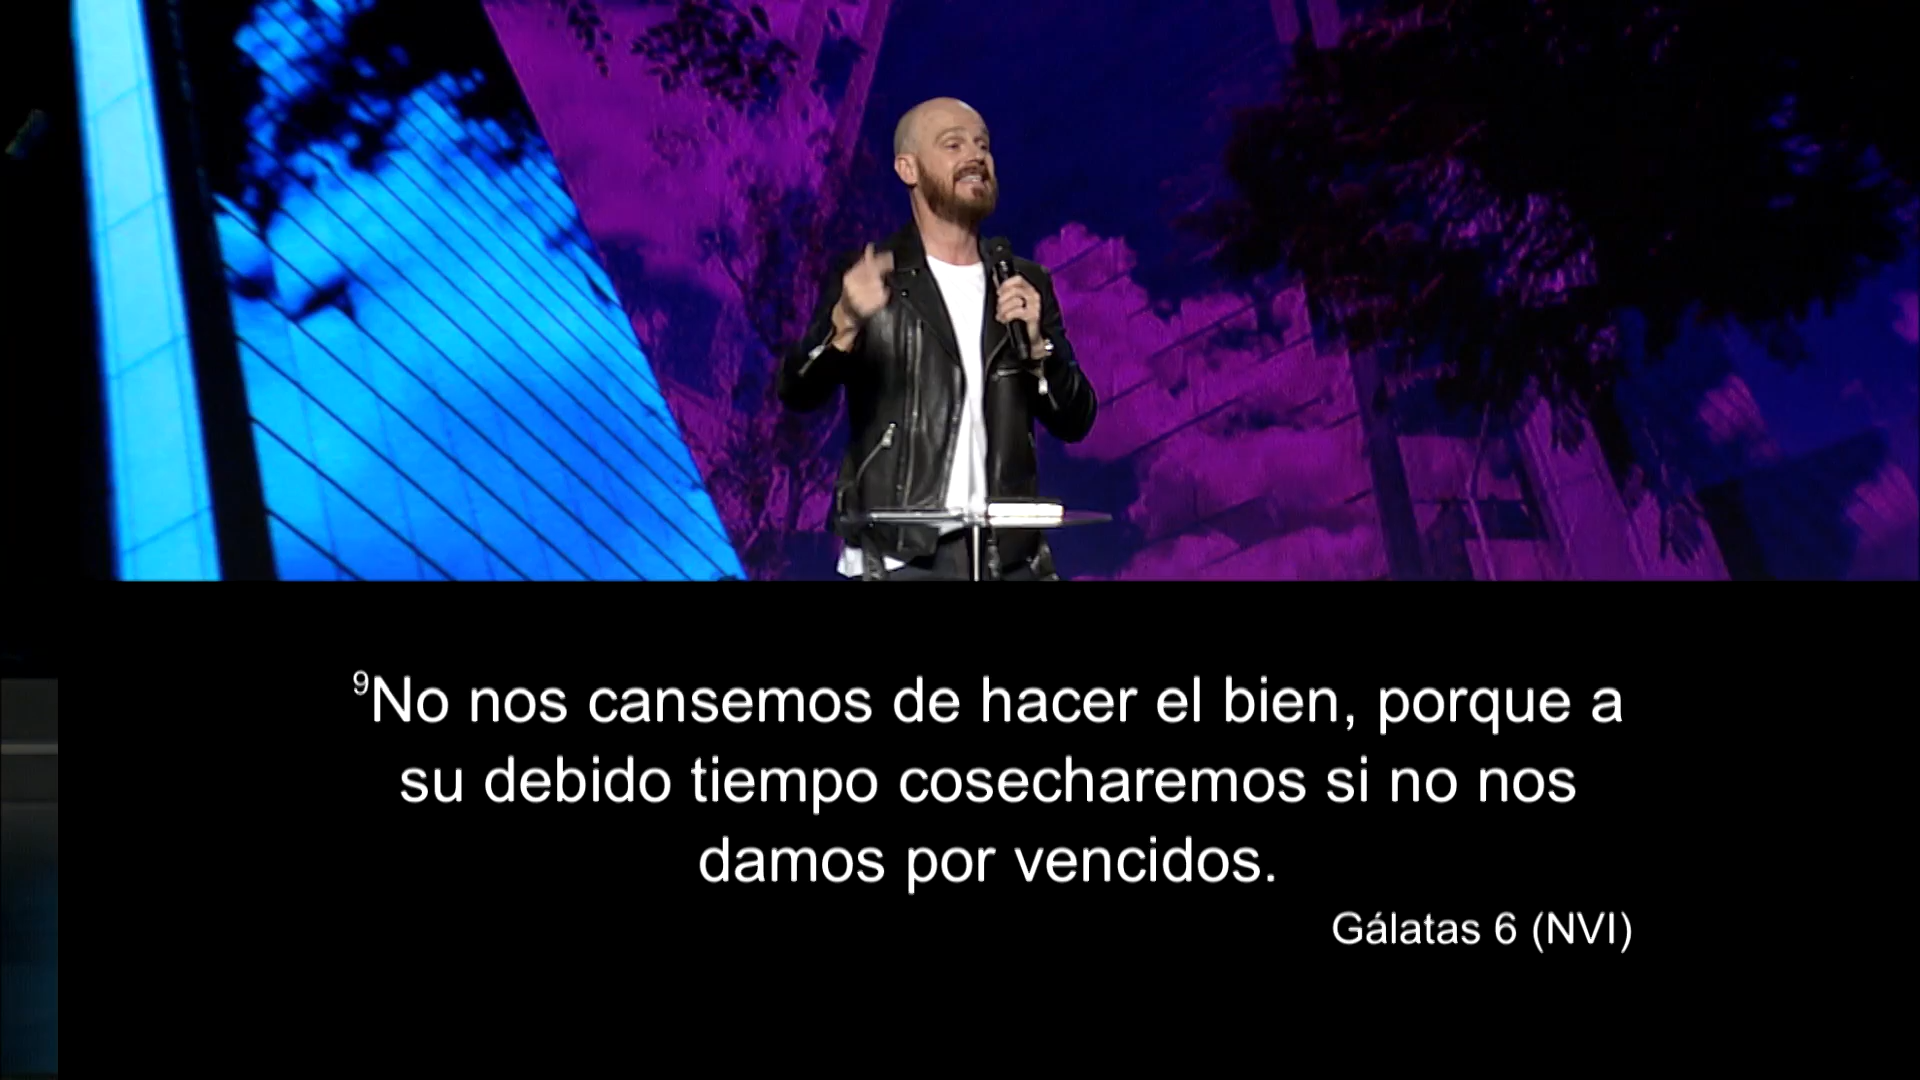 ⁹No nos cansemos de hacer el bien, porque a
su debido tiempo cosecharemos si no nos
damos por vencidos.
Gálatas 6 (NVI)